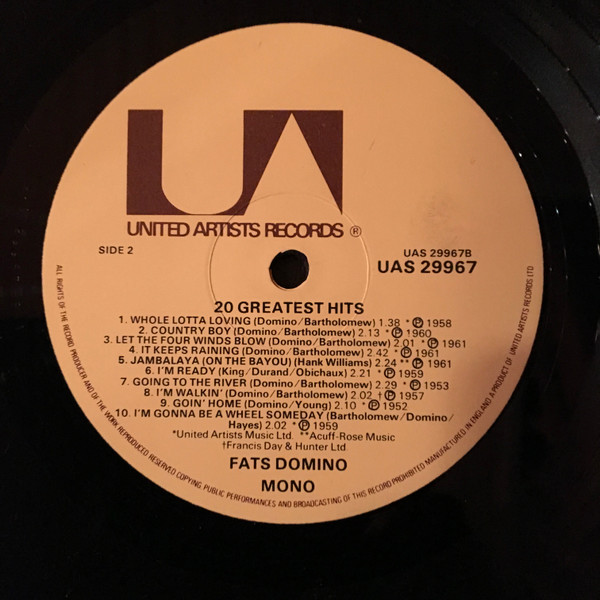 UA
UNITED ARTISTS RECORDS ®
SIDE 2
UAS 29967B
UAS 29967
20 GREATEST HITS
1. WHOLE LOTTA LOVING (Domino/Bartholomew) 1.38 * ℗ 1958
2. COUNTRY BOY (Domino/Bartholomew) 2.13 * ℗ 1960
3. LET THE FOUR WINDS BLOW (Domino/Bartholomew) 2.01 * ℗ 1961
4. IT KEEPS RAINING (Domino/Bartholomew) 2.42 * ℗ 1961
5. JAMBALAYA (ON THE BAYOU) (Hank Williams) 2.24 ** ℗ 1961
6. I'M READY (King/Durand/Obichaux) 2.21 * ℗ 1959
7. GOING TO THE RIVER (Domino/Bartholomew) 2.29 * ℗ 1953
8. I'M WALKIN' (Domino/Bartholomew) 2.02 † ℗ 1957
9. GOIN' HOME (Domino/Young) 2.10 * ℗ 1952
10. I'M GONNA BE A WHEEL SOMEDAY (Bartholomew/Domino/
Hayes) 2.02 * ℗ 1959
*United Artists Music Ltd. **Acuff-Rose Music
†Francis Day & Hunter Ltd.
FATS DOMINO
MONO
ALL RIGHTS OF THE RECORD PRODUCER AND OF THE WORK REPRODUCED RESERVED COPYING PUBLIC PERFORMANCES AND BROADCASTING OF THIS RECORD PROHIBITED MANUFACTURED IN ENGLAND A PRODUCT OF UNITED ARTISTS RECORDS LTD